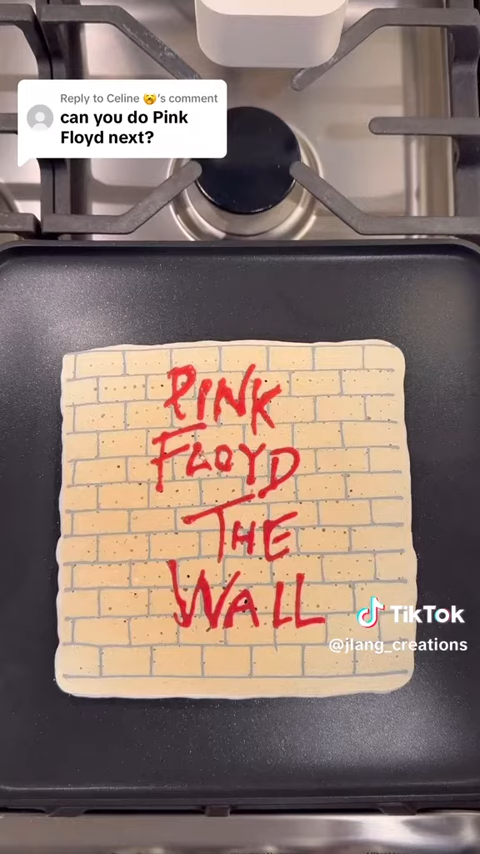 Reply to Celine 🤯's comment
can you do Pink
Floyd next?
PINK
FLOYD
THE
WALL
TikTok
@jlang_creations